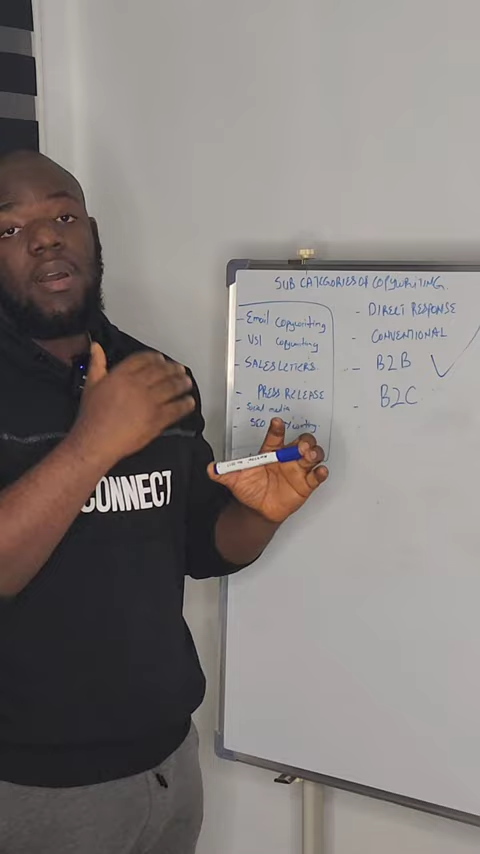 SUB CATEGORIES OF COPYWRITING.
- Email copywriting
- VSl copywriting
- SALES LETTERS
- PRESS RELEASE
- Social media
- SEO
- DIRECT RESPONSE
- CONVENTIONAL
- B2B
- B2C
CONNECT